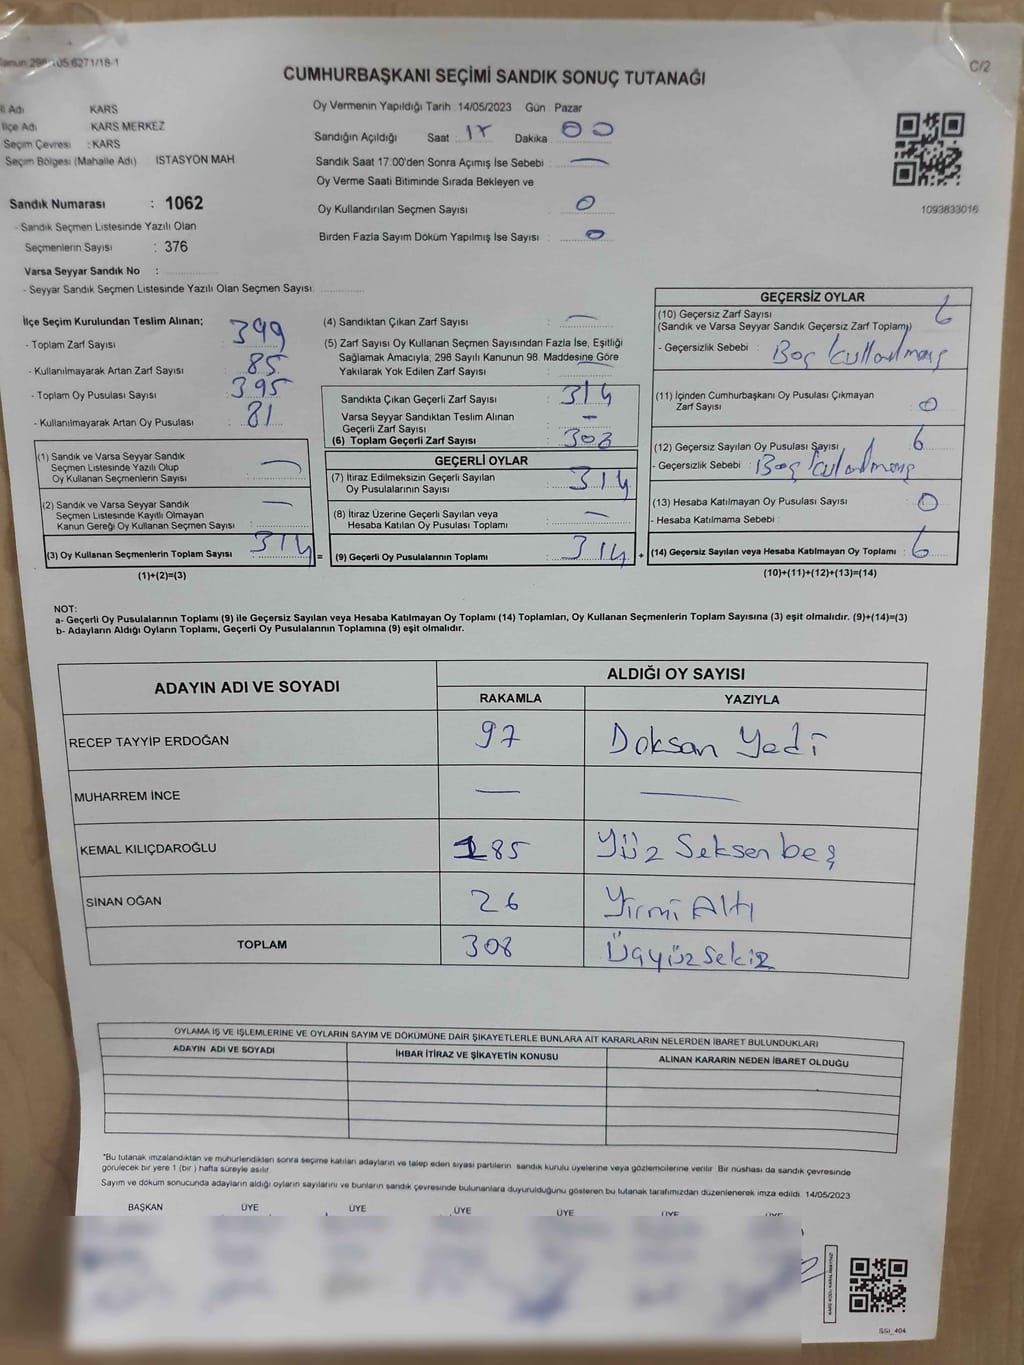 C/2
CUMHURBAŞKANI SEÇİMİ SANDIK SONUÇ TUTANAĞI
İl Adı KARS
İlçe Adı KARS MERKEZ
Seçim Çevresi : KARS
Seçim Bölgesi (Mahalle Adı) İSTASYON MAH
Sandık Numarası : 1062
- Sandık Seçmen Listesinde Yazılı Olan
Seçmenlerin Sayısı : 376
Varsa Seyyar Sandık No :
- Seyyar Sandık Seçmen Listesinde Yazılı Olan Seçmen Sayısı:
Oy Vermenin Yapıldığı Tarih 14/05/2023 Gün Pazar
Sandığın Açıldığı Saat 17 Dakika 00
Sandık Saat 17:00'den Sonra Açımış İse Sebebi : —
Oy Verme Saati Bitiminde Sırada Bekleyen ve
Oy Kullandırılan Seçmen Sayısı : 0
Birden Fazla Sayım Döküm Yapılmış İse Sayısı : 0
1093833016
İlçe Seçim Kurulundan Teslim Alınan;
- Toplam Zarf Sayısı : 399
- Kullanılmayarak Artan Zarf Sayısı : 85
- Toplam Oy Pusulası Sayısı : 395
- Kullanılmayarak Artan Oy Pusulası : 81
(1) Sandık ve Varsa Seyyar Sandık
Seçmen Listesinde Yazılı Olup
Oy Kullanan Seçmenlerin Sayısı : —
(2) Sandık ve Varsa Seyyar Sandık
Seçmen Listesinde Kayıtlı Olmayan
Kanun Gereği Oy Kullanan Seçmen Sayısı : —
(3) Oy Kullanan Seçmenlerin Toplam Sayısı : 314
(1)+(2)=(3)
(4) Sandıktan Çıkan Zarf Sayısı : —
(5) Zarf Sayısı Oy Kullanan Seçmen Sayısından Fazla İse, Eşitliği
Sağlamak Amacıyla; 298 Sayılı Kanunun 98. Maddesine Göre
Yakılarak Yok Edilen Zarf Sayısı : —
Sandıkta Çıkan Geçerli Zarf Sayısı : 314
Varsa Seyyar Sandıktan Teslim Alınan
Geçerli Zarf Sayısı : —
(6) Toplam Geçerli Zarf Sayısı : 308
GEÇERLİ OYLAR
(7) İtiraz Edilmeksizin Geçerli Sayılan
Oy Pusulalarının Sayısı : 314
(8) İtiraz Üzerine Geçerli Sayılan veya
Hesaba Katılan Oy Pusulası Toplamı : —
= (9) Geçerli Oy Pusulalarının Toplamı : 314 +
GEÇERSİZ OYLAR
(10) Geçersiz Zarf Sayısı : 6
(Sandık ve Varsa Seyyar Sandık Geçersiz Zarf Toplamı)
- Geçersizlik Sebebi : Boş kullanılmış
(11) İçinden Cumhurbaşkanı Oy Pusulası Çıkmayan
Zarf Sayısı : 0
(12) Geçersiz Sayılan Oy Pusulası Sayısı : 6
- Geçersizlik Sebebi : Boş kulanılmış
(13) Hesaba Katılmayan Oy Pusulası Sayısı : 0
- Hesaba Katılmama Sebebi :
(14) Geçersiz Sayılan veya Hesaba Katılmayan Oy Toplamı : 6
(10)+(11)+(12)+(13)=(14)
NOT:
a- Geçerli Oy Pusulalarının Toplamı (9) ile Geçersiz Sayılan veya Hesaba Katılmayan Oy Toplamı (14) Toplamları, Oy Kullanan Seçmenlerin Toplam Sayısına (3) eşit olmalıdır. (9)+(14)=(3)
b- Adayların Aldığı Oyların Toplamı, Geçerli Oy Pusulalarının Toplamına (9) eşit olmalıdır.
ADAYIN ADI VE SOYADI ALDIĞI OY SAYISI
RAKAMLA YAZIYLA
RECEP TAYYİP ERDOĞAN 97 Doksan Yedi
MUHARREM İNCE — —
KEMAL KILIÇDAROĞLU 185 Yüz Seksen beş
SİNAN OĞAN 26 Yirmi Altı
TOPLAM 308 Üçyüz Sekiz
OYLAMA İŞ VE İŞLEMLERİNE VE OYLARIN SAYIM VE DÖKÜMÜNE DAİR ŞİKAYETLERLE BUNLARA AİT KARARLARIN NELERDEN İBARET BULUNDUKLARI
ADAYIN ADI VE SOYADI İHBAR İTİRAZ VE ŞİKAYETİN KONUSU ALINAN KARARIN NEDEN İBARET OLDUĞU
*Bu tutanak imzalandıktan ve mühürlendikten sonra seçime katılan adayların ve talep eden siyasi partilerin sandık kurulu üyelerine veya gözlemcilerine verilir. Bir nüshası da sandık çevresinde
görülecek bir yere 1 (bir) hafta süreyle asılır.
Sayım ve döküm sonucunda adayların aldığı oyların sayılarını ve bunların sandık çevresinde bulunanlara duyurulduğunu gösteren bu tutanak tarafımızdan düzenlenerek imza edildi. 14/05/2023
BAŞKAN ÜYE ÜYE ÜYE ÜYE ÜYE ÜYE